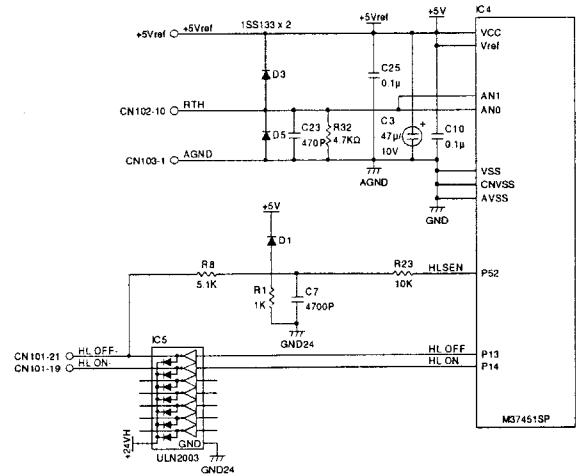 IC4
+5V
+5Vref
+5Vref
+5Vref
1SS133 x 2
VCC
Vref
D3
C25
0.1µ
AN1
AN0
CN102-10
RTH
D5
C23
470P
R32
4.7KΩ
C3
47µ/
10V
+
C10
0.1µ
CN103-1
AGND
AGND
VSS
CNVSS
AVSS
GND
+5V
D1
R8
5.1K
R23
10K
HLSEN
P52
R1
1K
C7
4700P
GND24
IC5
CN101-21
HL OFF-
HL OFF
P13
CN101-19
HL ON-
HL ON
P14
GND
+24VH
ULN2003
GND24
M37451SP